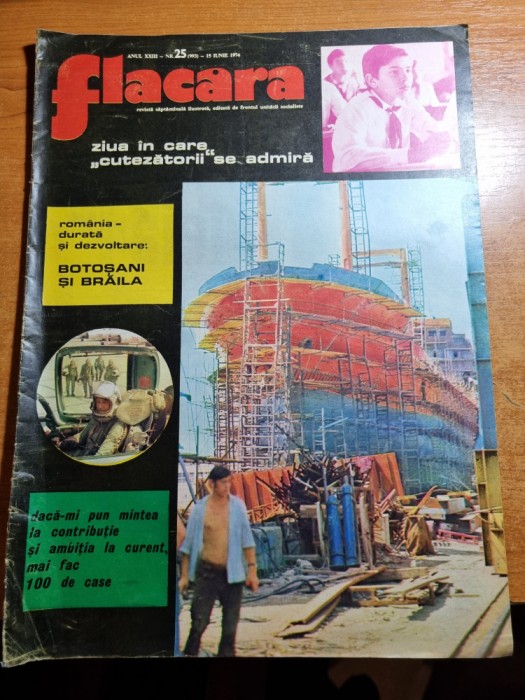 ANUL XXIII – NR. 25 (993) – 15 IUNIE 1974
flacara
revistă săptămînală ilustrată, editată de frontul unității socialiste
ziua în care
„cutezătorii“ se admiră
românia –
durată
și dezvoltare:
BOTOȘANI
ȘI BRĂILA
dacă-mi pun mintea
la contribuție
și ambiția la curent,
mai fac
100 de case